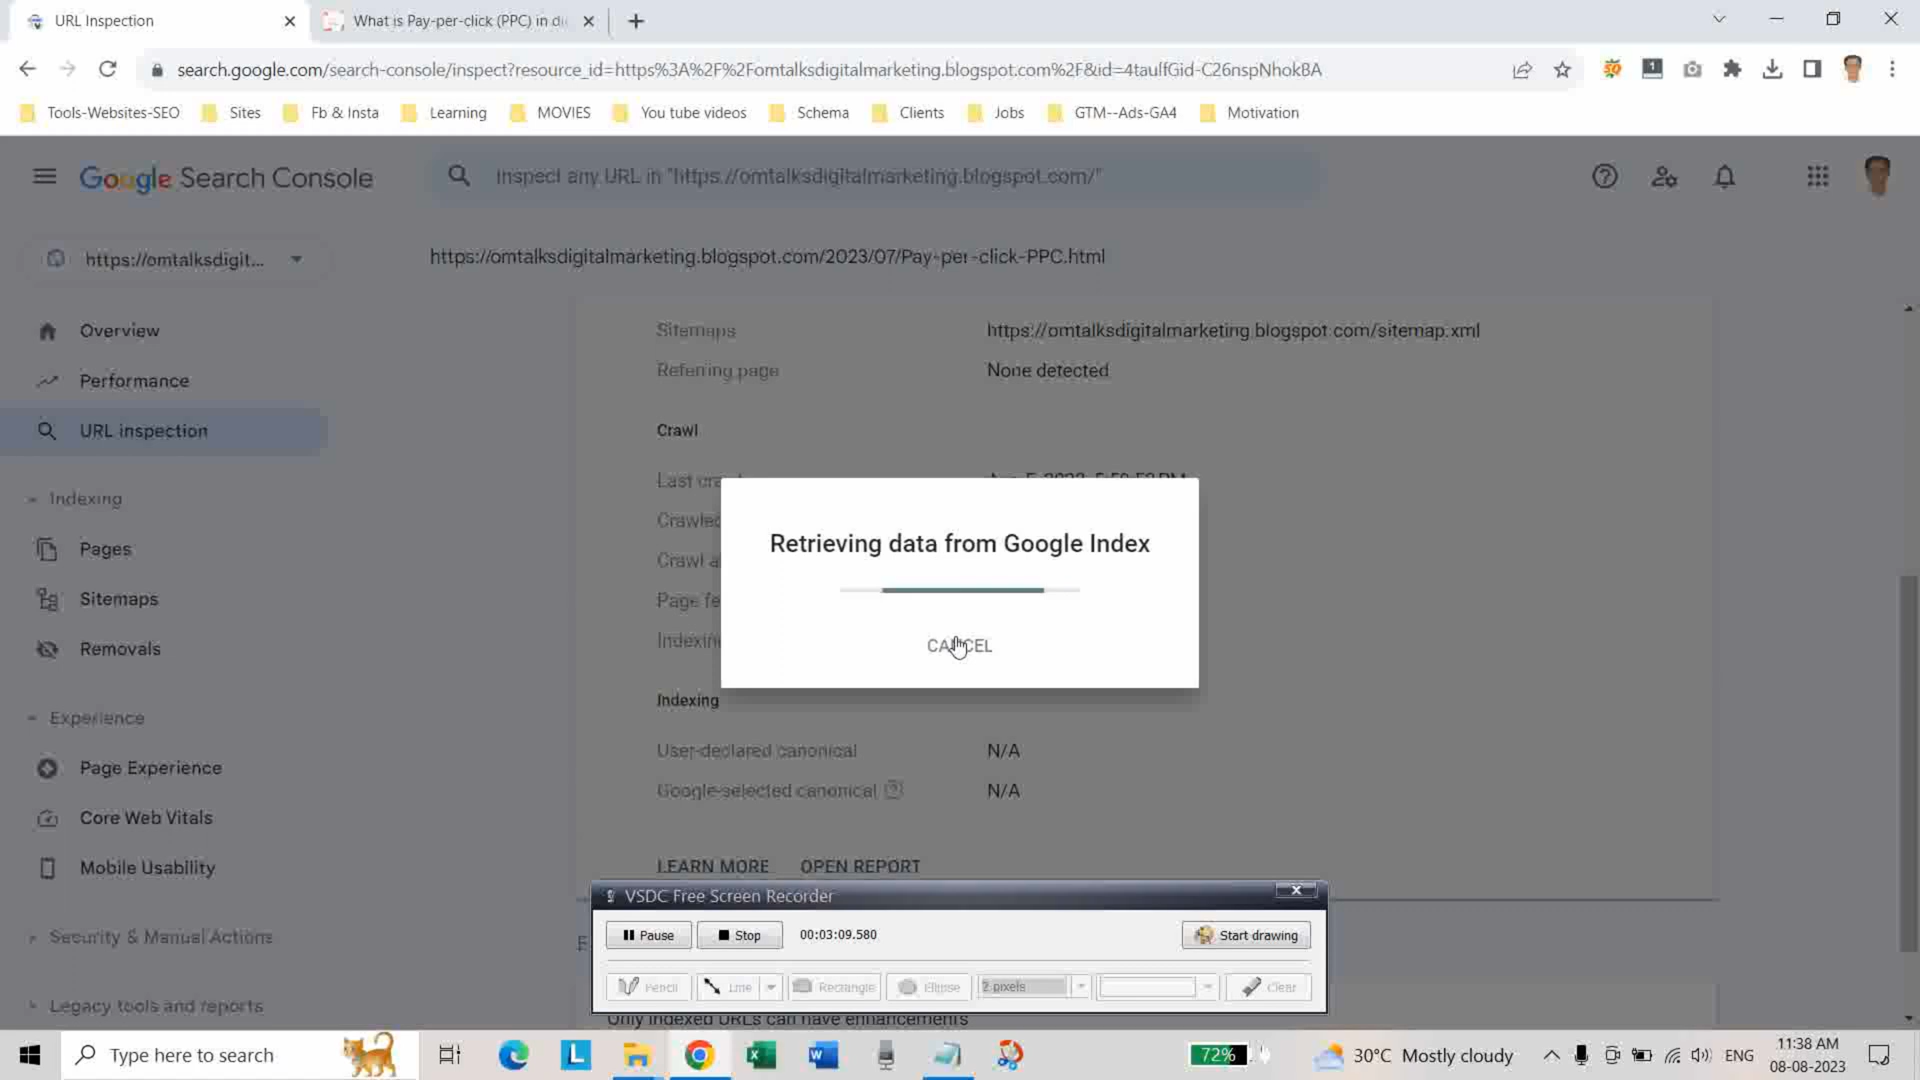 URL Inspection
What is Pay-per-click (PPC) in di
search.google.com/search-console/inspect?resource_id=https%3A%2F%2Fomtalksdigitalmarketing.blogspot.com%2F&id=4taulfGid-C26nspNhokBA
Tools-Websites-SEO
Sites
Fb & Insta
Learning
MOVIES
You tube videos
Schema
Clients
Jobs
GTM--Ads-GA4
Motivation
Google Search Console
Inspect any URL in "https://omtalksdigitalmarketing.blogspot.com/"
https://omtalksdigit...
https://omtalksdigitalmarketing.blogspot.com/2023/07/Pay-per-click-PPC.html
Overview
Performance
URL inspection
Indexing
Pages
Sitemaps
Removals
Experience
Page Experience
Core Web Vitals
Mobile Usability
Security & Manual Actions
Legacy tools and reports
Sitemaps
https://omtalksdigitalmarketing.blogspot.com/sitemap.xml
Referring page
None detected
Crawl
Last
Page
Retrieving data from Google Index
CANCEL
Indexing
User-declared canonical
N/A
Google-selected canonical
N/A
LEARN MORE
OPEN REPORT
VSDC Free Screen Recorder
Pause
Stop
00:03:09.580
Start drawing
Pencil
Line
Rectangle
Ellipse
2 pixels
Clear
Only indexed URLs can have enhancements
Type here to search
72%
30°C Mostly cloudy
ENG
11:38 AM
08-08-2023